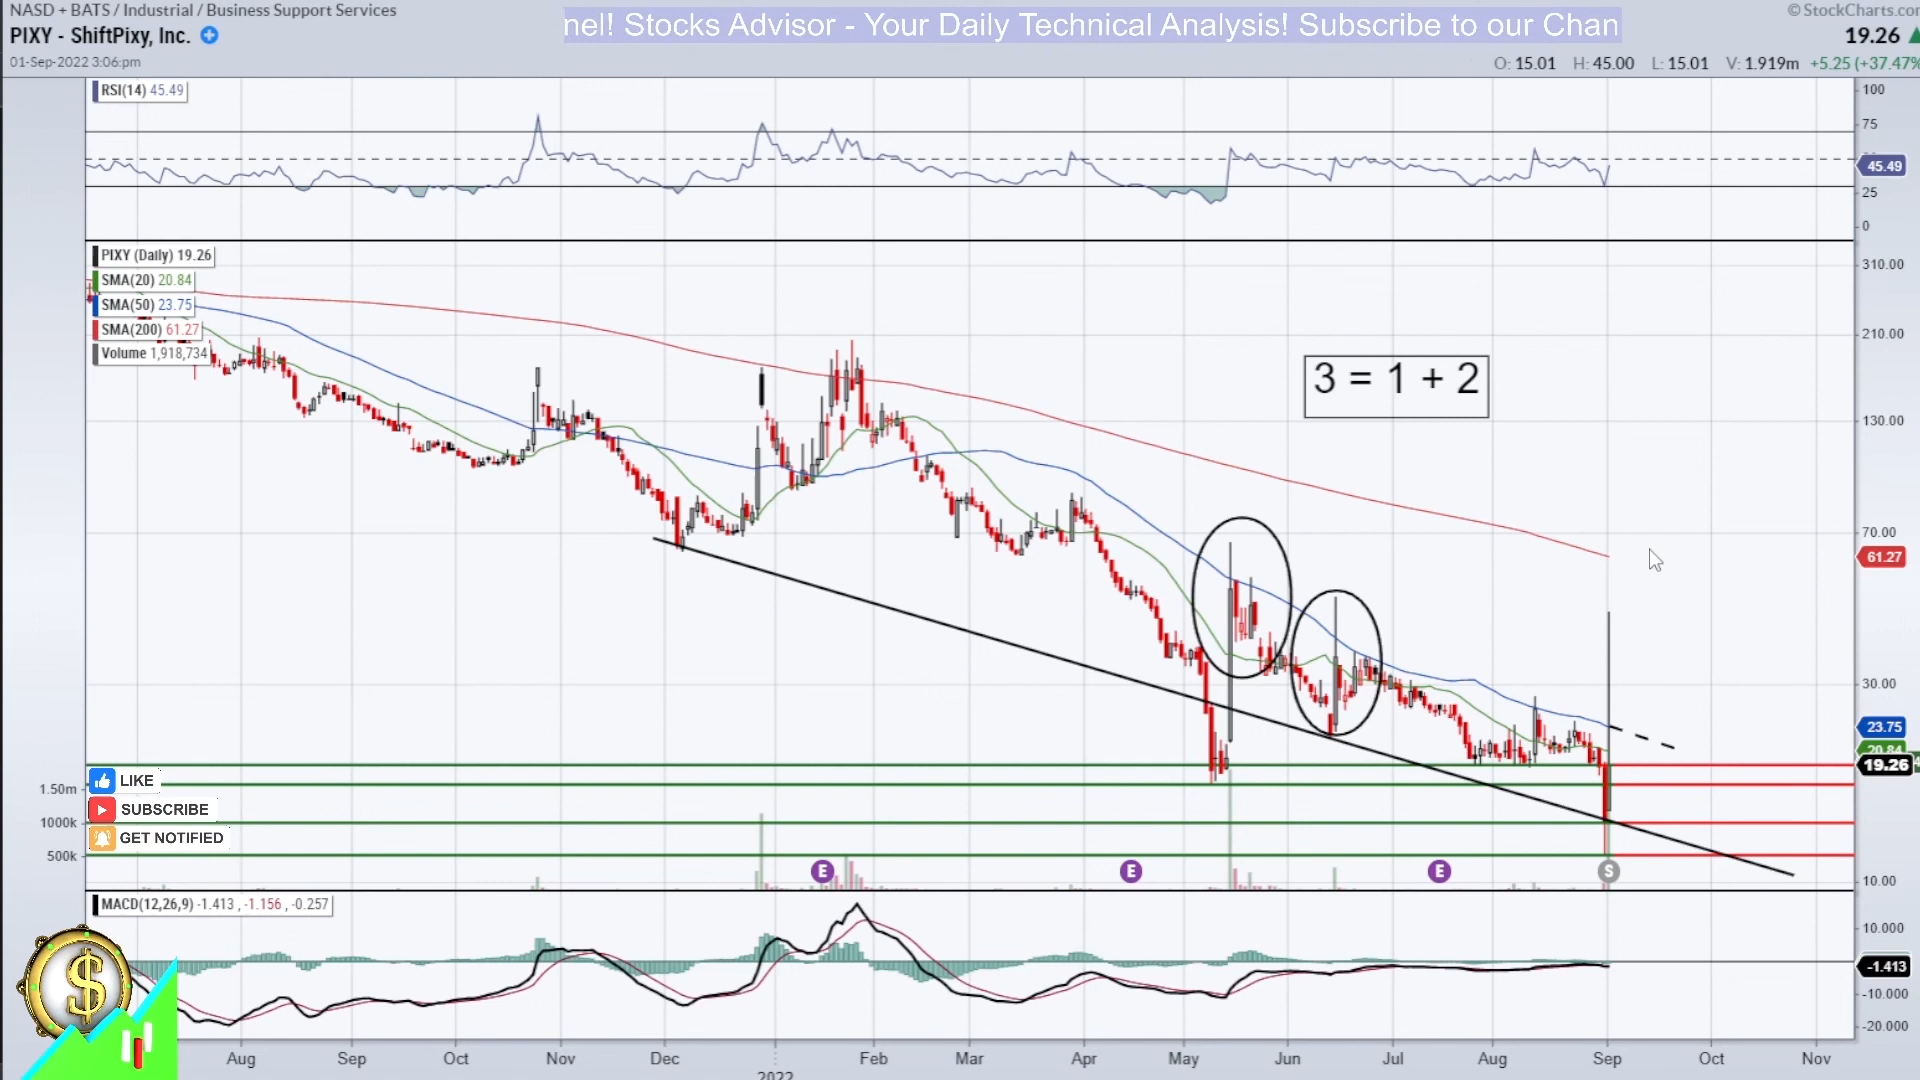 NASD + BATS / Industrial / Business Support Services
© StockCharts.com
PIXY - ShiftPixy, Inc.
nel! Stocks Advisor - Your Daily Technical Analysis! Subscribe to our Chan
19.26
01-Sep-2022 3:06:pm
O: 15.01 H: 45.00 L: 15.01 V: 1.919m +5.25 (+37.47%
RSI(14) 45.49
100
75
45.49
25
0
PIXY (Daily) 19.26
SMA(20) 20.84
SMA(50) 23.75
SMA(200) 61.27
Volume 1,918,734
310.00
210.00
3 = 1 + 2
130.00
70.00
61.27
30.00
23.75
20.84
19.26
10.00
LIKE
1.50m
SUBSCRIBE
1000k
GET NOTIFIED
500k
E E E S
MACD(12,26,9) -1.413 , -1.156 , -0.257
10.000
-1.413
-10.000
-20.000
$
Aug Sep Oct Nov Dec 2022 Feb Mar Apr May Jun Jul Aug Sep Oct Nov